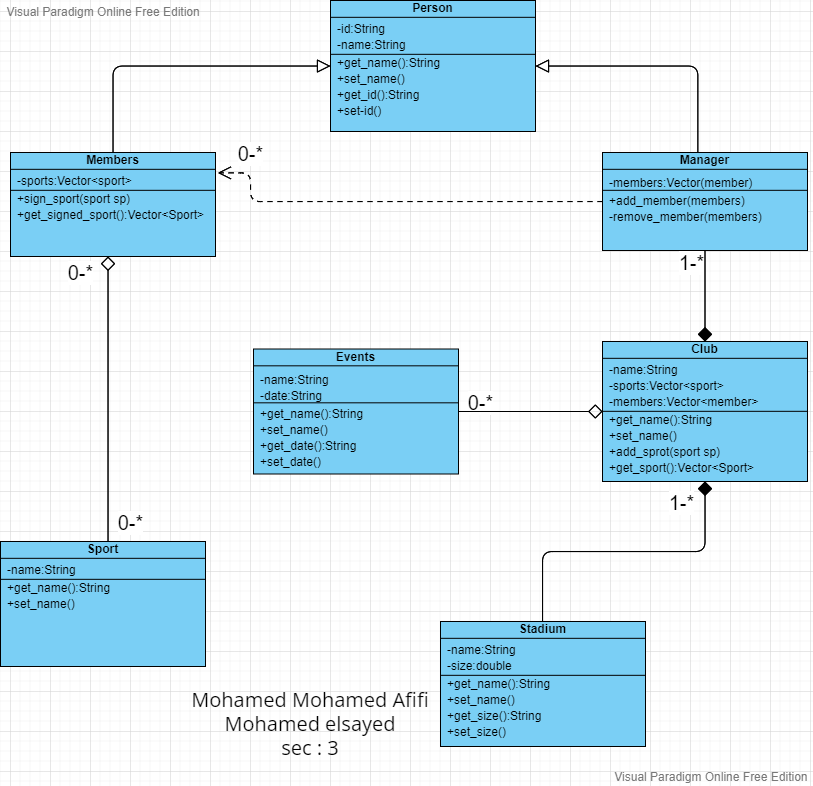 Visual Paradigm Online Free Edition
Person
-id:String
-name:String
+get_name():String
+set_name()
+get_id():String
+set-id()
0-*
Members
-sports:Vector<sport>
+sign_sport(sport sp)
+get_signed_sport():Vector<Sport>
Manager
-members:Vector(member)
+add_member(members)
-remove_member(members)
0-*
1-*
Events
-name:String
-date:String
+get_name():String
+set_name()
+get_date():String
+set_date()
0-*
Club
-name:String
-sports:Vector<sport>
-members:Vector<member>
+get_name():String
+set_name()
+add_sprot(sport sp)
+get_sport():Vector<Sport>
1-*
0-*
Sport
-name:String
+get_name():String
+set_name()
Stadium
-name:String
-size:double
+get_name():String
+set_name()
+get_size():String
+set_size()
Mohamed Mohamed Afifi
Mohamed elsayed
sec : 3
Visual Paradigm Online Free Edition